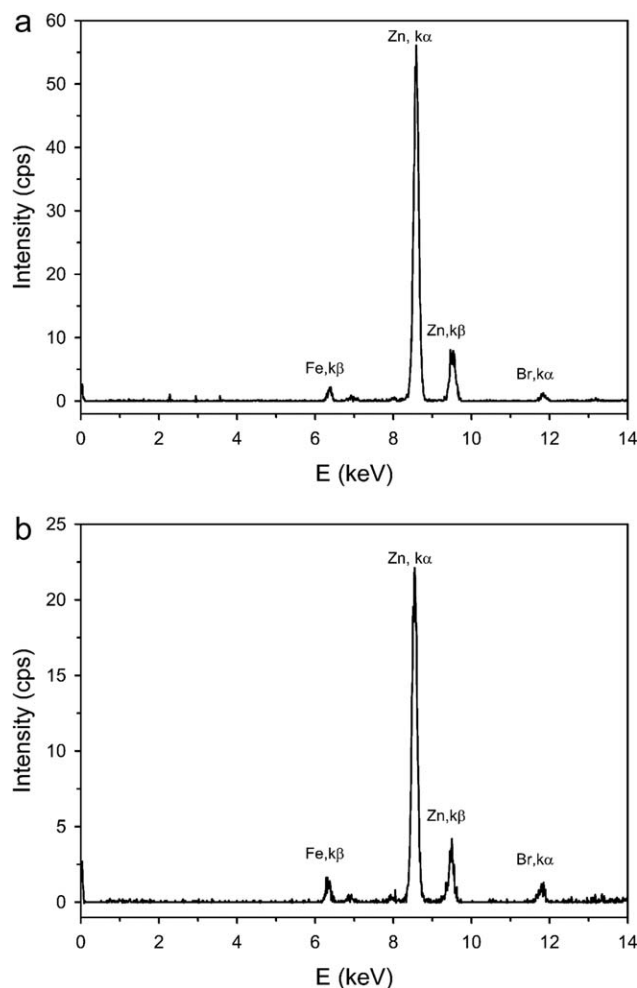 a
60
50
40
30
20
10
0
Intensity (cps)
Zn, kα
Zn,kβ
Fe,kβ
Br,kα
0 2 4 6 8 10 12 14
E (keV)
b
25
20
15
10
5
0
Intensity (cps)
Zn, kα
Zn,kβ
Fe,kβ
Br,kα
0 2 4 6 8 10 12 14
E (keV)